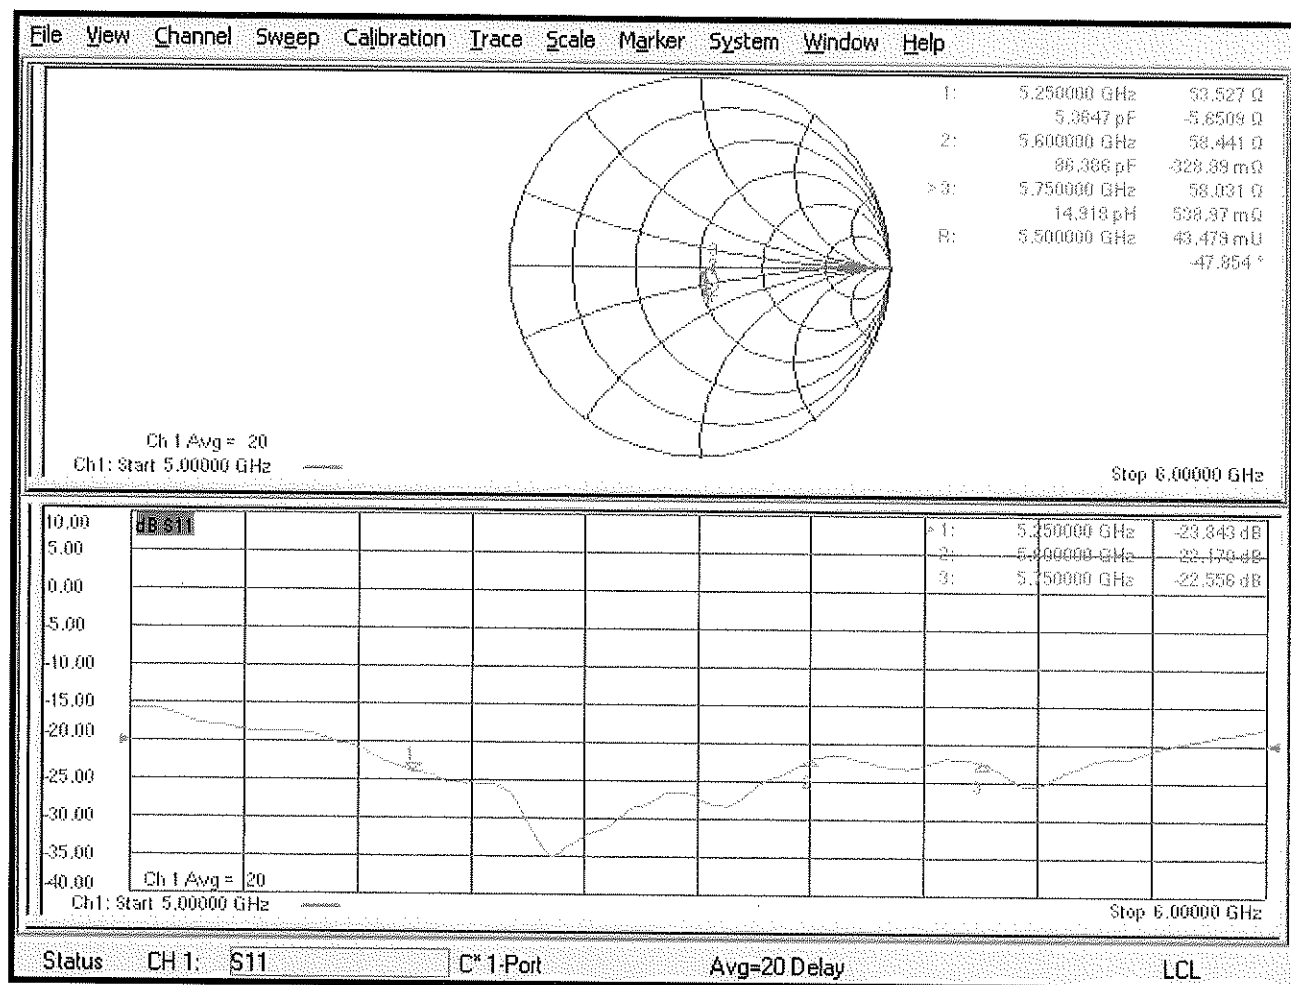 File View Channel Sweep Calibration Trace Scale Marker System Window Help
1: 5.250000 GHz 53.527 Ω
5.3647 pF -5.6509 Ω
2: 5.600000 GHz 58.441 Ω
86.386 pF -328.99 mΩ
> 3: 5.750000 GHz 58.031 Ω
14.919 pH 538.97 mΩ
R: 5.500000 GHz 43.479 mU
-47.854 °
Ch 1 Avg = 20
Ch1: Start 5.00000 GHz Stop 6.00000 GHz
10.00 dB S11
5.00
0.00
-5.00
-10.00
-15.00
-20.00
-25.00
-30.00
-35.00
-40.00
> 1: 5.250000 GHz -23.843 dB
2: 5.600000 GHz -22.170 dB
3: 5.750000 GHz -22.556 dB
1
2
3
Ch 1 Avg = 20
Ch1: Start 5.00000 GHz Stop 6.00000 GHz
Status CH 1: S11 C* 1-Port Avg=20 Delay LCL